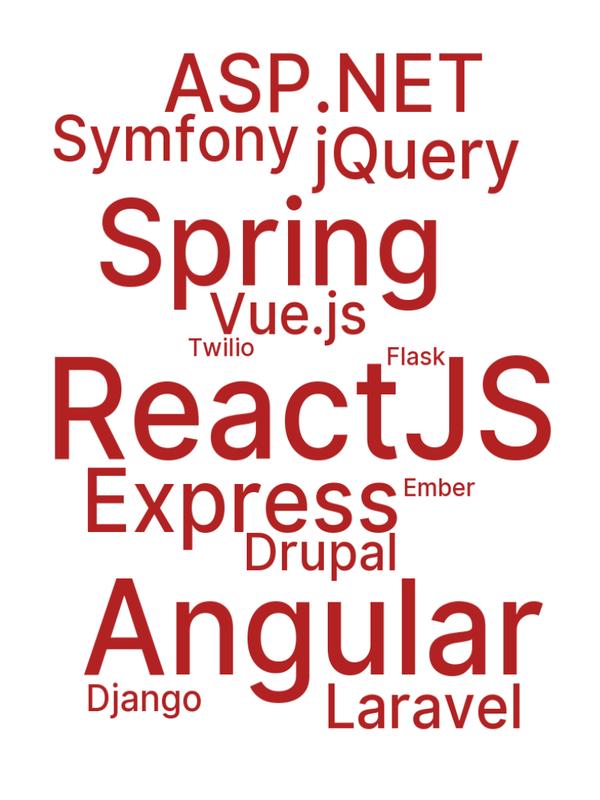 ASP.NET
Symfony jQuery
Spring
Vue.js
Twilio
Flask
ReactJS
Express Ember
Drupal
Angular
Django Laravel